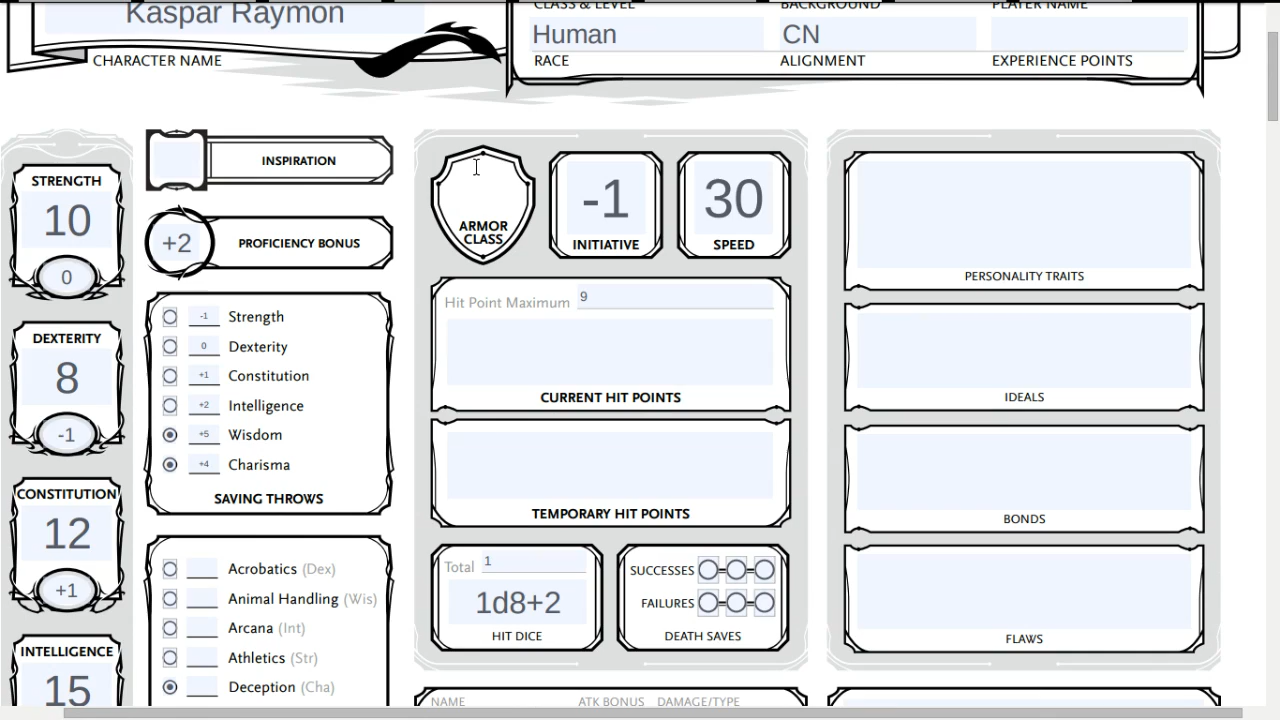 Kaspar Raymon
CHARACTER NAME
CLASS & LEVEL
BACKGROUND
PLAYER NAME
Human
CN
RACE
ALIGNMENT
EXPERIENCE POINTS
STRENGTH
10
0
DEXTERITY
8
-1
CONSTITUTION
12
+1
INTELLIGENCE
15
INSPIRATION
+2
PROFICIENCY BONUS
-1 Strength
0 Dexterity
+1 Constitution
+2 Intelligence
+5 Wisdom
+4 Charisma
SAVING THROWS
Acrobatics (Dex)
Animal Handling (Wis)
Arcana (Int)
Athletics (Str)
Deception (Cha)
ARMOR
CLASS
-1
INITIATIVE
30
SPEED
Hit Point Maximum 9
CURRENT HIT POINTS
TEMPORARY HIT POINTS
Total 1
1d8+2
HIT DICE
SUCCESSES
FAILURES
DEATH SAVES
NAME
ATK BONUS
DAMAGE/TYPE
PERSONALITY TRAITS
IDEALS
BONDS
FLAWS